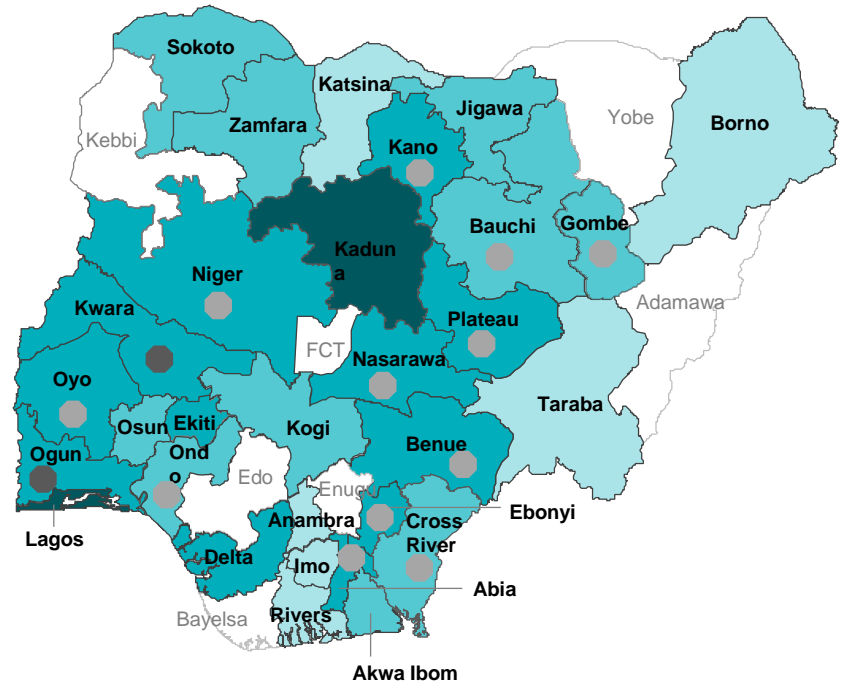 Sokoto
Katsina
Jigawa
Yobe
Borno
Zamfara
Kebbi
Kano
Bauchi
Gombe
Kadun
a
Niger
Adamawa
Kwara
Plateau
FCT
Nasarawa
Oyo
Taraba
Osun
Ekiti
Kogi
Benue
Ogun
Ond
o
Edo
Enugu
Anambra
Cross
River
Ebonyi
Lagos
Delta
Imo
Abia
Rivers
Bayelsa
Akwa Ibom